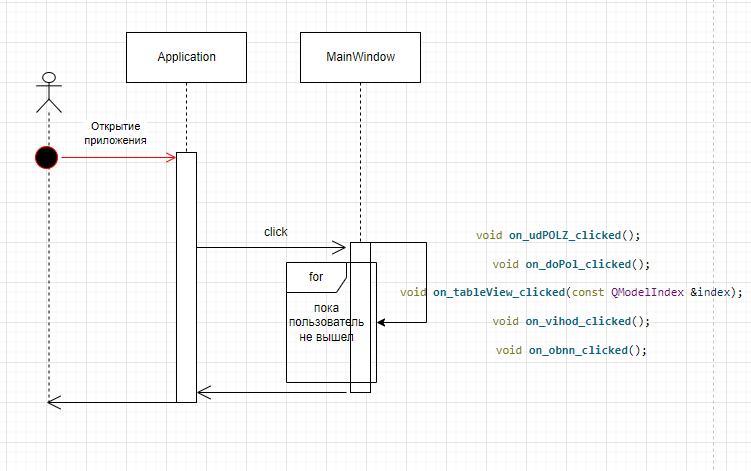 Application
MainWindow
Открытие
приложения
click
void on_udPOLZ_clicked();
void on_doPol_clicked();
for
void on_tableView_clicked(const QModelIndex &index);
пока
пользователь
не вышел
void on_vihod_clicked();
void on_obnn_clicked();